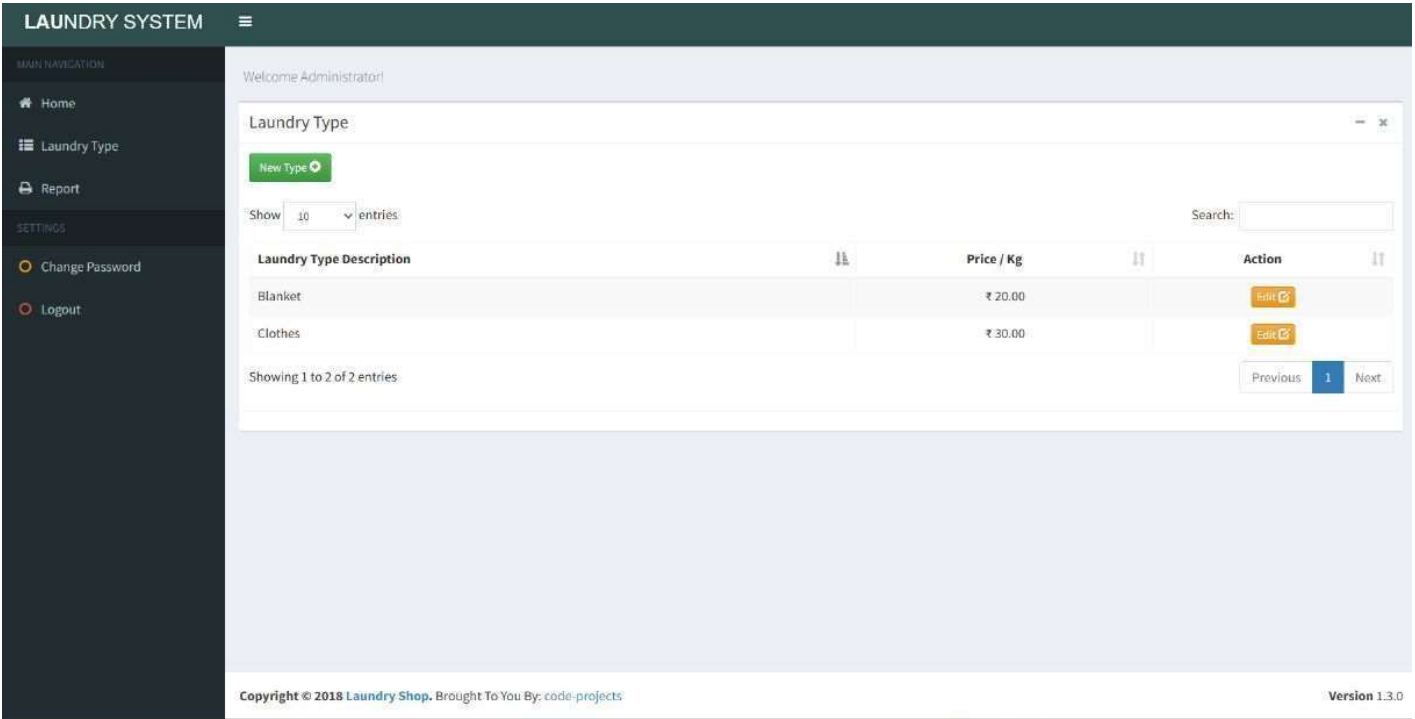 LAUNDRY SYSTEM
MAIN NAVIGATION
Home
Laundry Type
Report
SETTINGS
Change Password
Logout
Welcome Administrator!
Laundry Type
New Type
Show 10 entries
Search:
Laundry Type Description Price / Kg Action
Blanket ₹ 20.00 Edit
Clothes ₹ 30.00 Edit
Showing 1 to 2 of 2 entries
Previous 1 Next
Copyright © 2018 Laundry Shop. Brought To You By: code-projects
Version 1.3.0